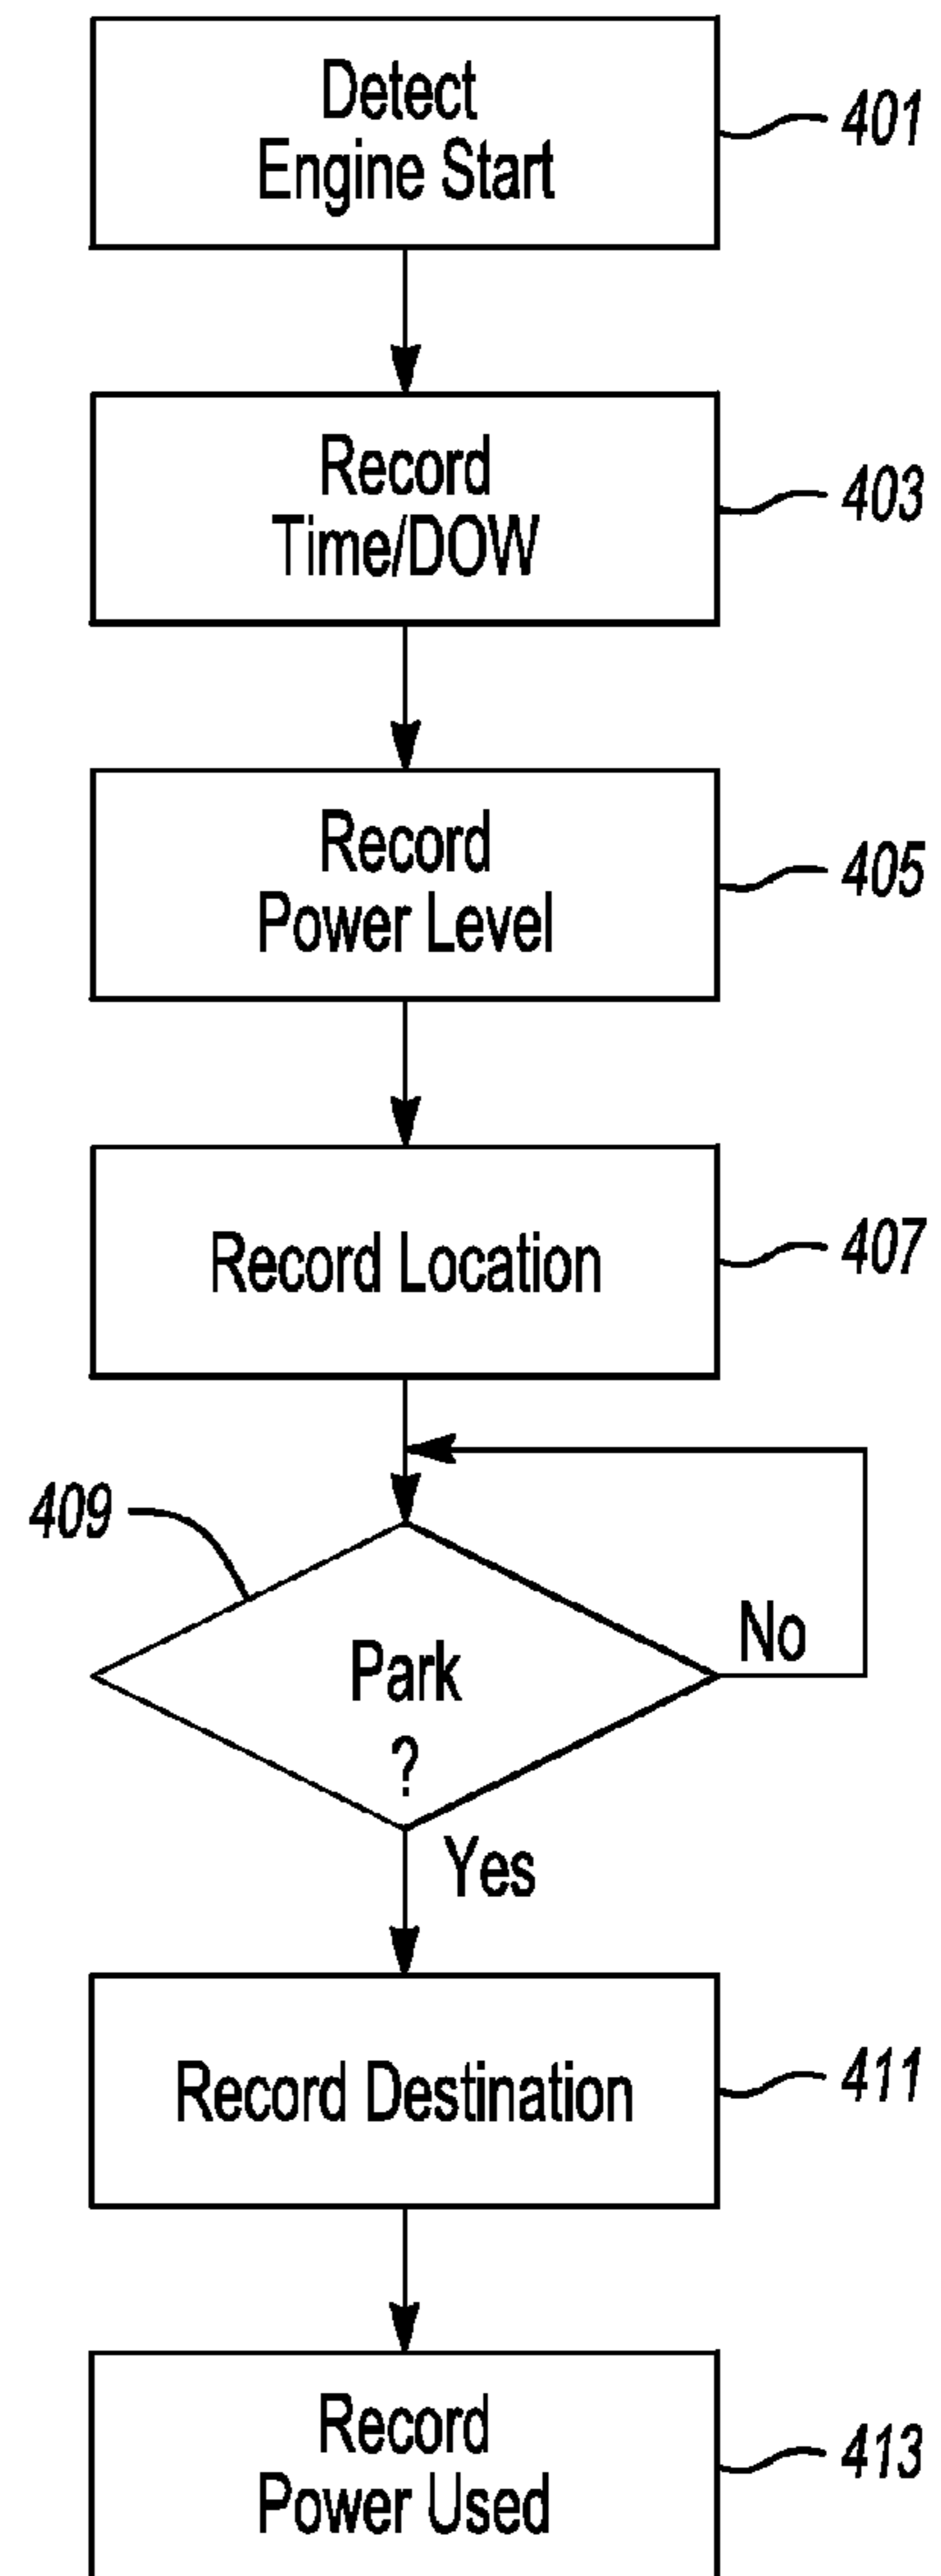 Detect
Engine Start
401
Record
Time/DOW
403
Record
Power Level
405
Record Location
407
409
Park
?
No
Yes
Record Destination
411
Record
Power Used
413